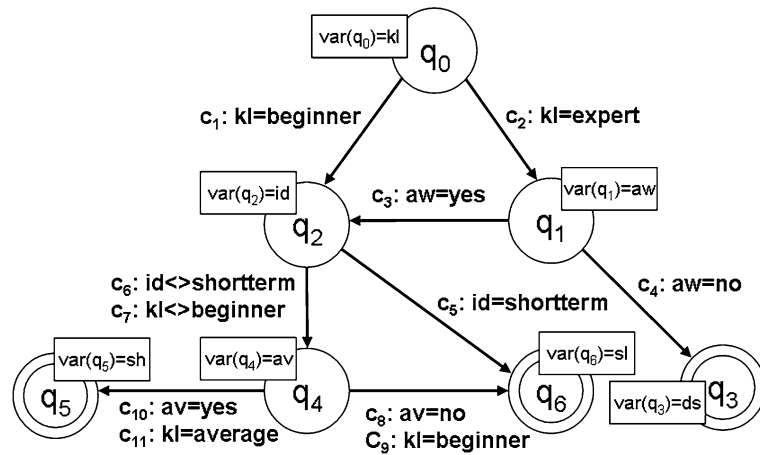 var(q₀)=kl
q₀
c₁: kl=beginner
c₂: kl=expert
var(q₂)=id
c₃: aw=yes
var(q₁)=aw
q₂
q₁
c₆: id<>shortterm
c₇: kl<>beginner
c₅: id=shortterm
c₄: aw=no
var(q₅)=sh
var(q₄)=av
var(q₆)=sl
q₅
q₄
q₆
q₃
var(q₃)=ds
c₁₀: av=yes
c₁₁: kl=average
c₈: av=no
C₉: kl=beginner